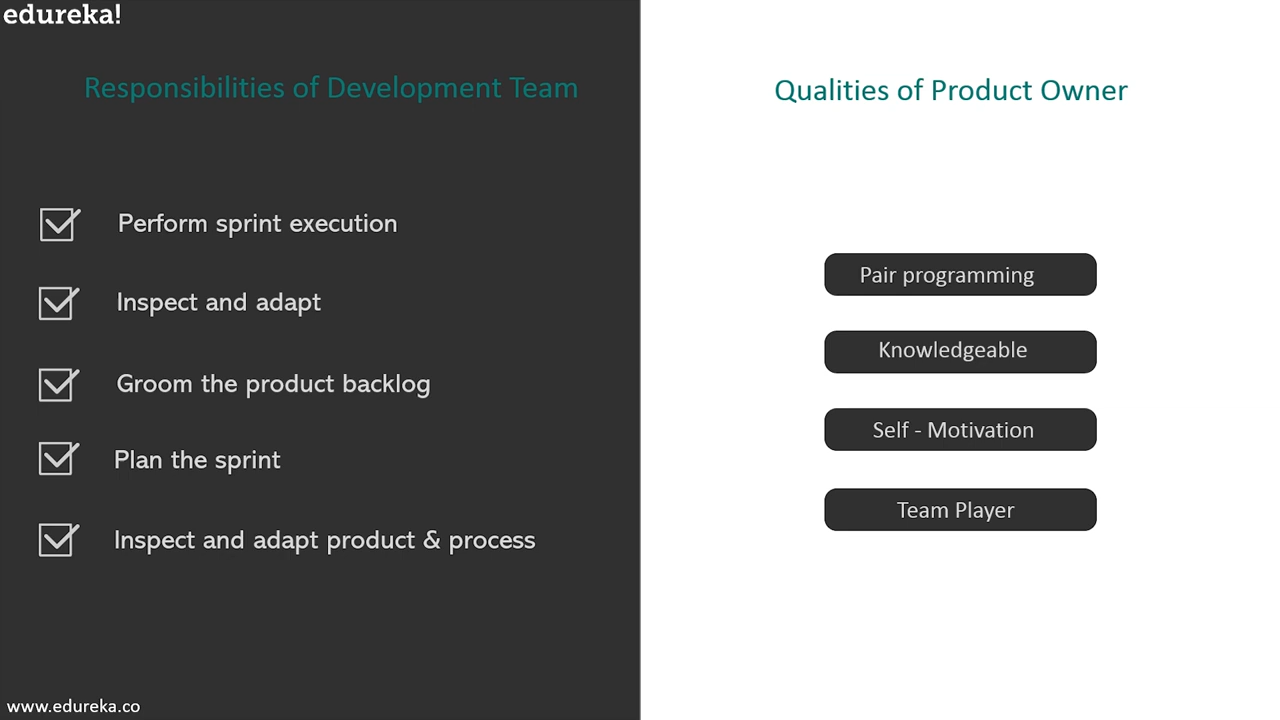 edureka!
Responsibilities of Development Team
Perform sprint execution
Inspect and adapt
Groom the product backlog
Plan the sprint
Inspect and adapt product & process
www.edureka.co
Qualities of Product Owner
Pair programming
Knowledgeable
Self - Motivation
Team Player